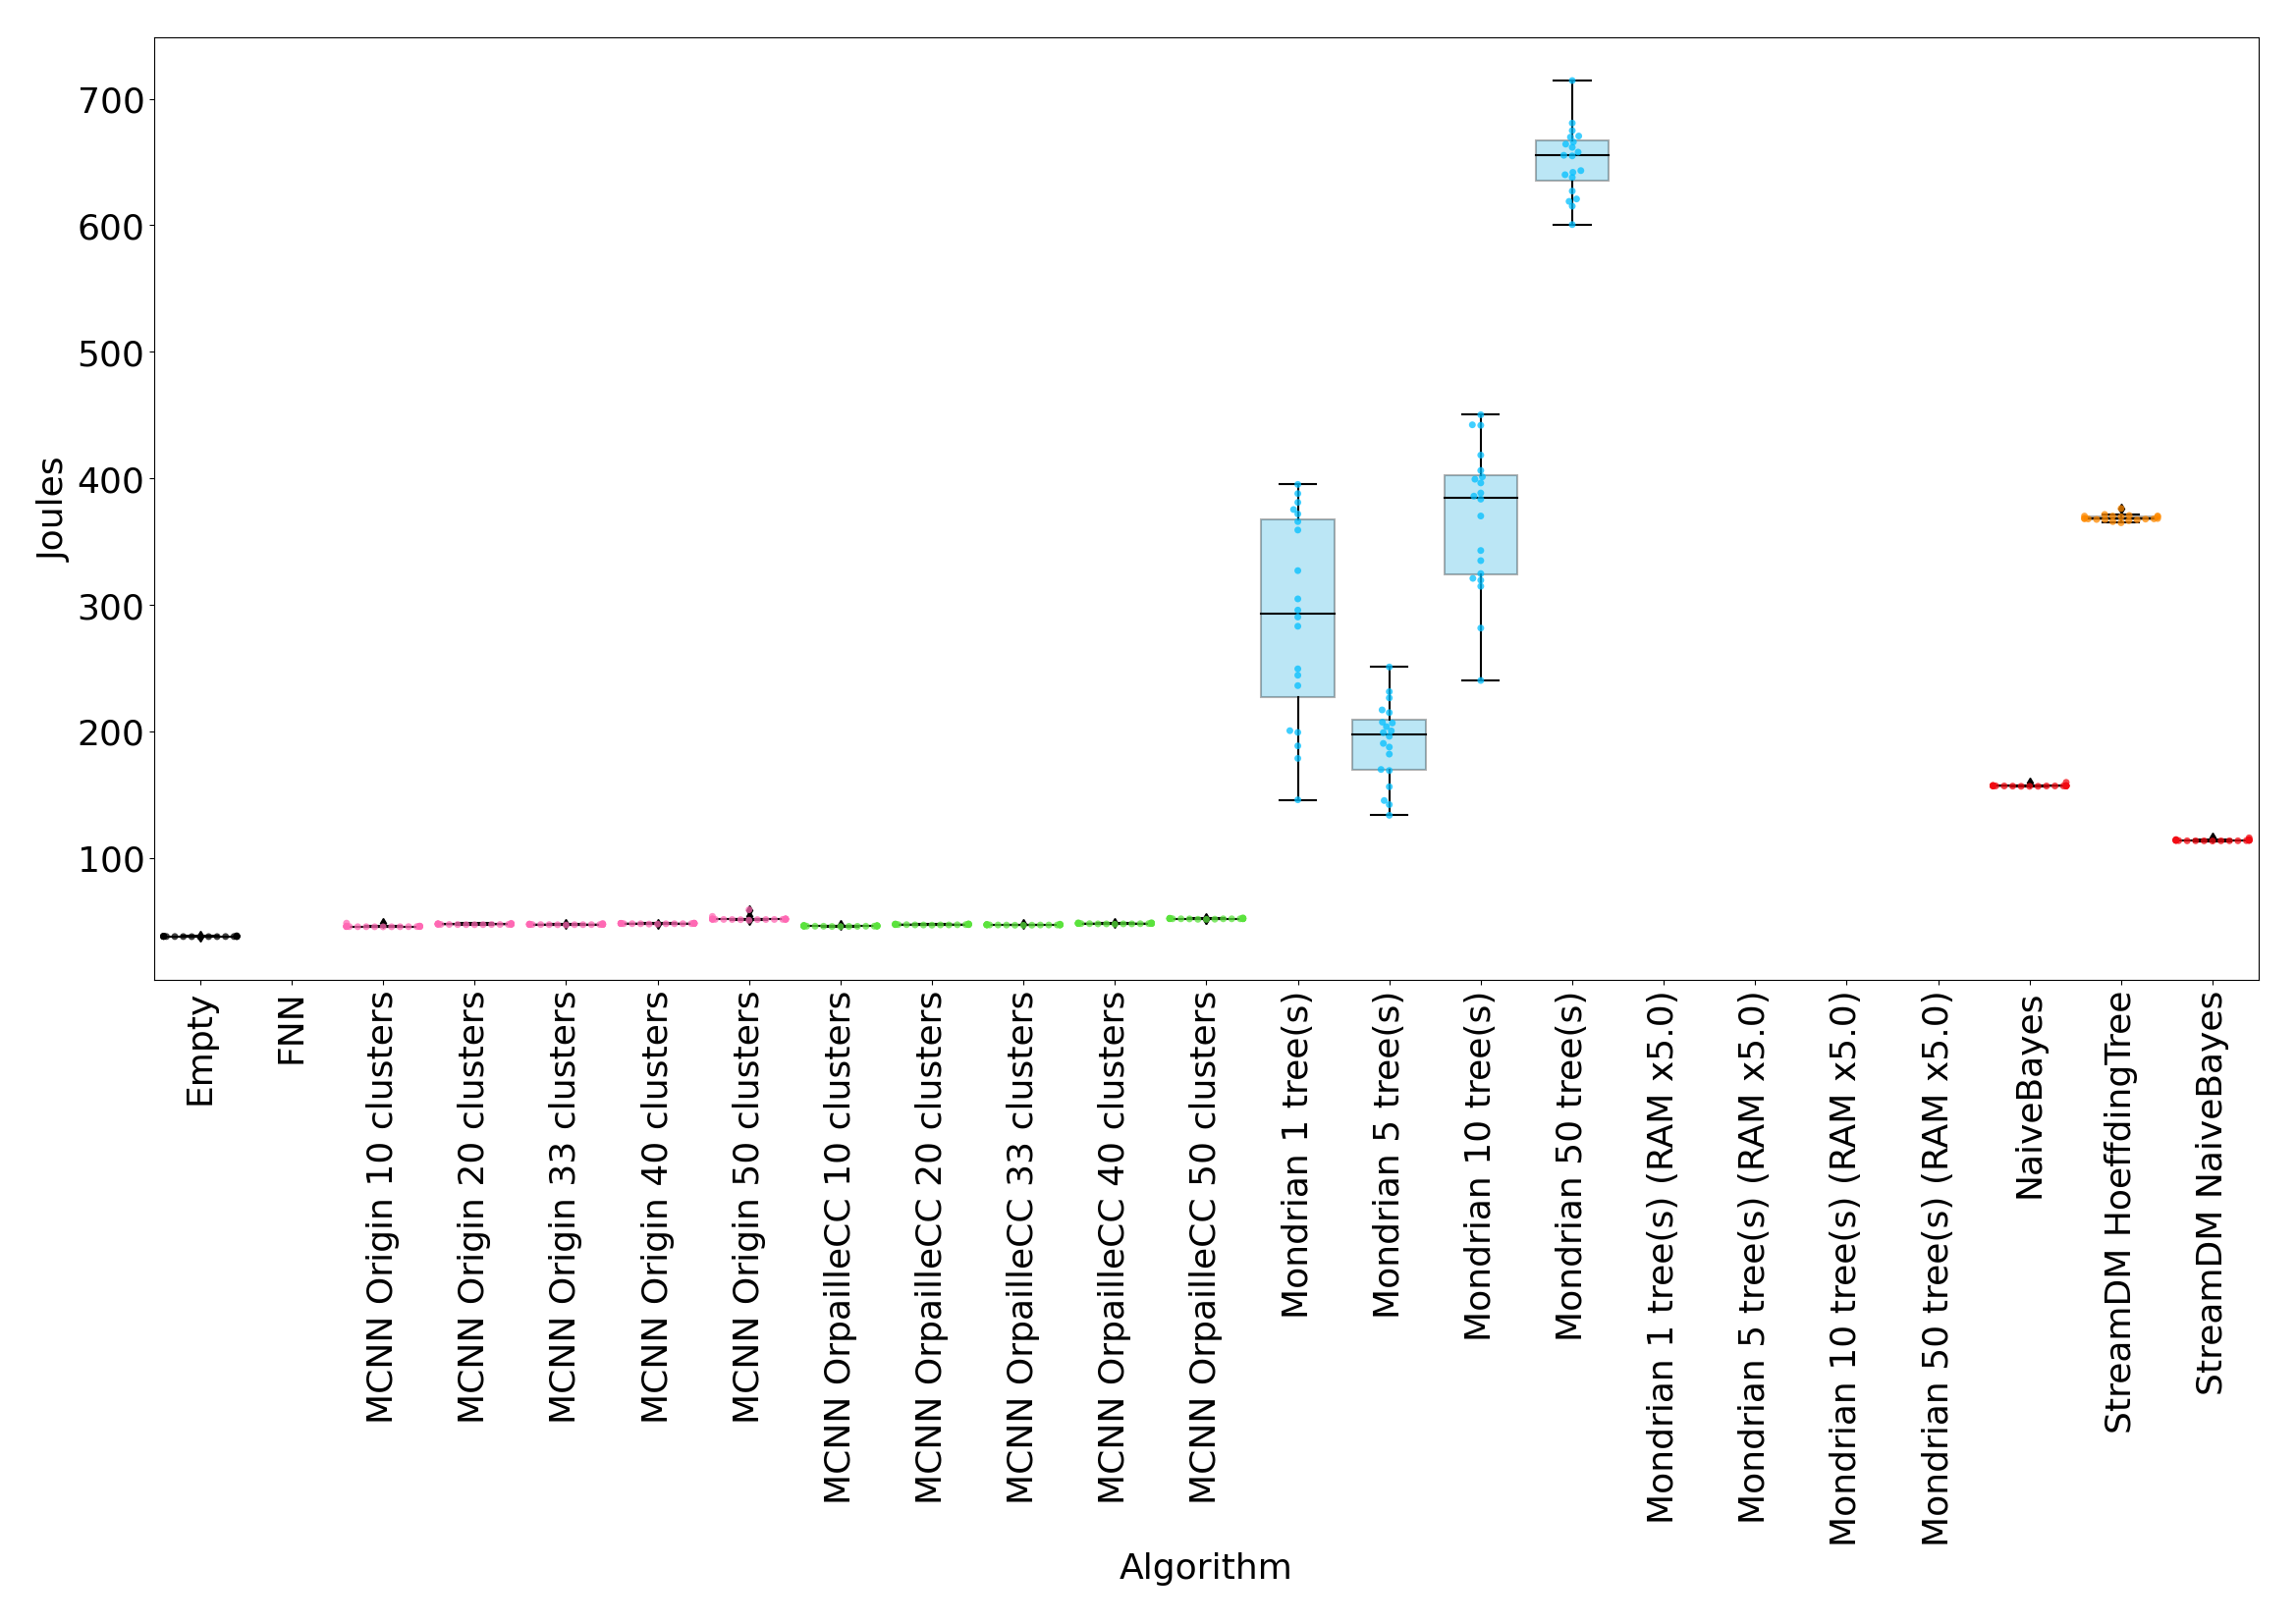 700
600
500
400
300
200
100
Joules
Empty
FNN
MCNN Origin 10 clusters
MCNN Origin 20 clusters
MCNN Origin 33 clusters
MCNN Origin 40 clusters
MCNN Origin 50 clusters
MCNN OrpailleCC 10 clusters
MCNN OrpailleCC 20 clusters
MCNN OrpailleCC 33 clusters
MCNN OrpailleCC 40 clusters
MCNN OrpailleCC 50 clusters
Mondrian 1 tree(s)
Mondrian 5 tree(s)
Mondrian 10 tree(s)
Mondrian 50 tree(s)
Mondrian 1 tree(s) (RAM x5.0)
Mondrian 5 tree(s) (RAM x5.0)
Mondrian 10 tree(s) (RAM x5.0)
Mondrian 50 tree(s) (RAM x5.0)
NaiveBayes
StreamDM HoeffdingTree
StreamDM NaiveBayes
Algorithm